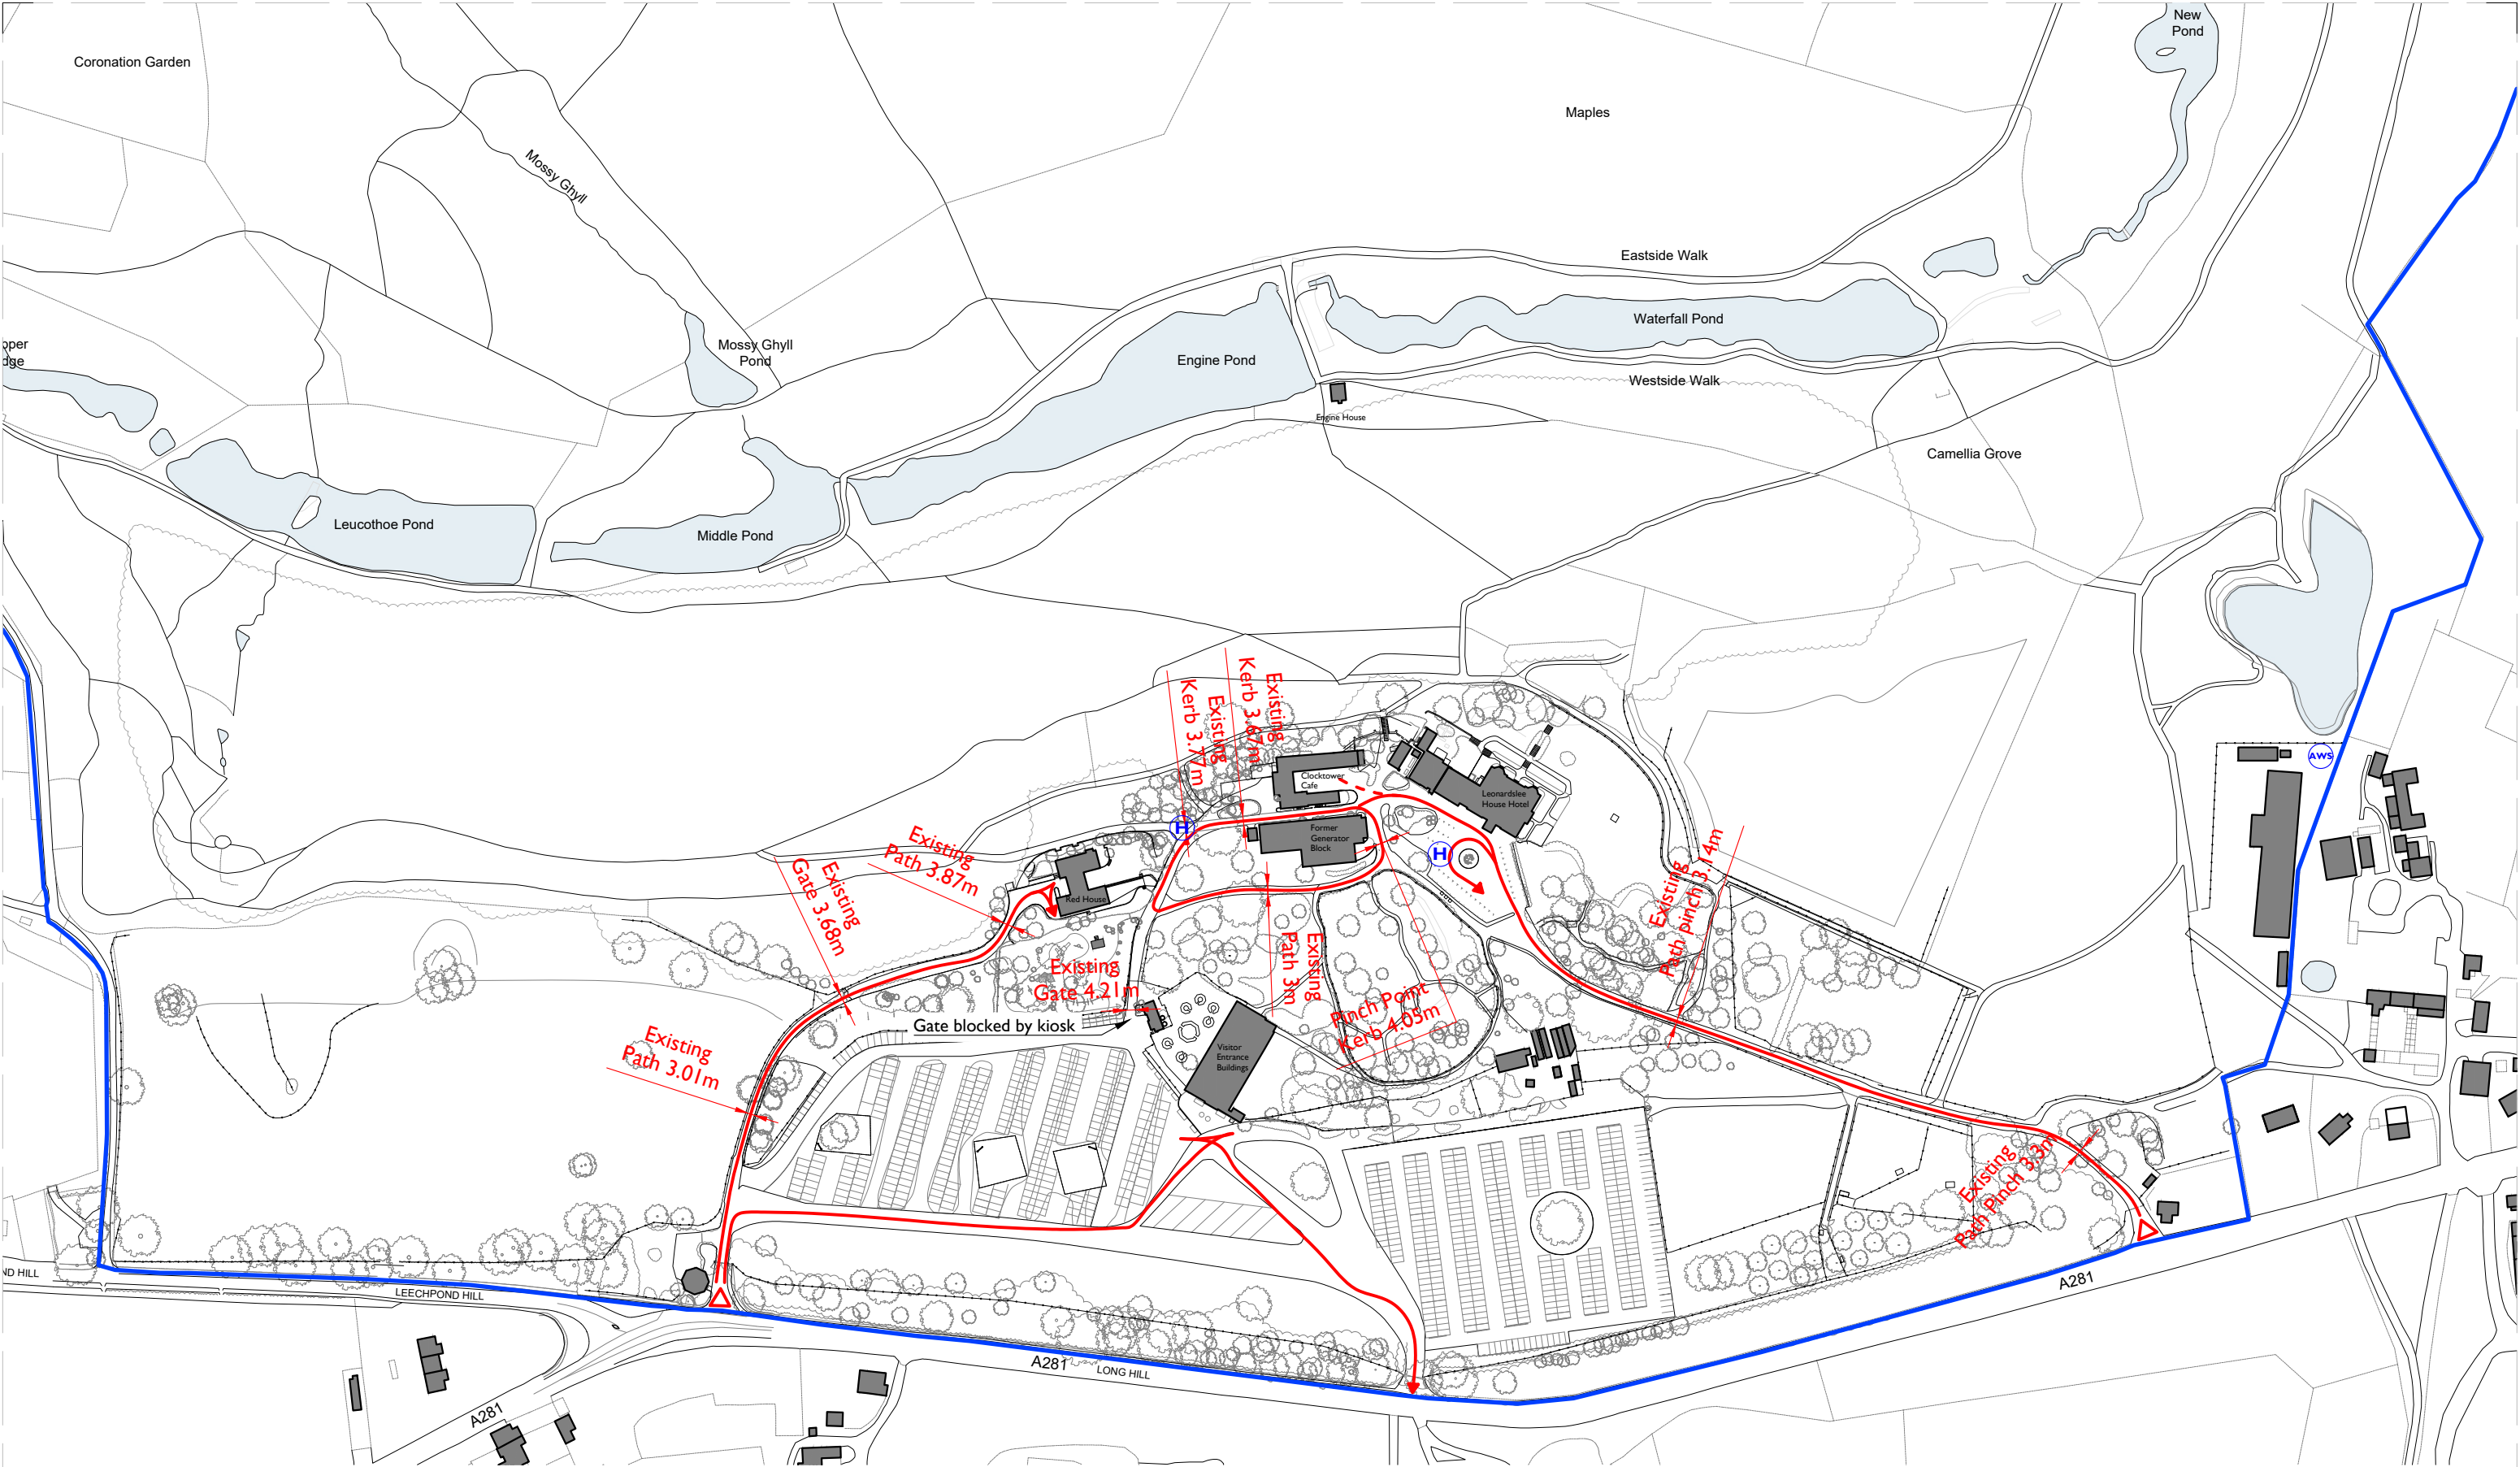 New
Pond
Coronation Garden
Maples
Mossy Ghyll
Eastside Walk
Waterfall Pond
Mossy Ghyll
Pond
Engine Pond
Westside Walk
Engine House
Camellia Grove
Leucothoe Pond
Middle Pond
Existing
Kerb 3.67m
Existing
Kerb 3.77m
AWS
Clocktower
Cafe
Leonardslee
House Hotel
H
Former
Generator
Block
H
Existing
Path 3.87m
Existing
Gate 3.68m
Red House
Existing
Path pinch 3.14m
Existing
Gate 4.21m
Existing
Path 3m
Pinch Point
Kerb 4.05m
Gate blocked by kiosk
Visitor
Entrance
Buildings
Existing
Path 3.01m
Existing
Path Pinch 3.3m
ND HILL
LEECHPOND HILL
A281
A281
LONG HILL
A281